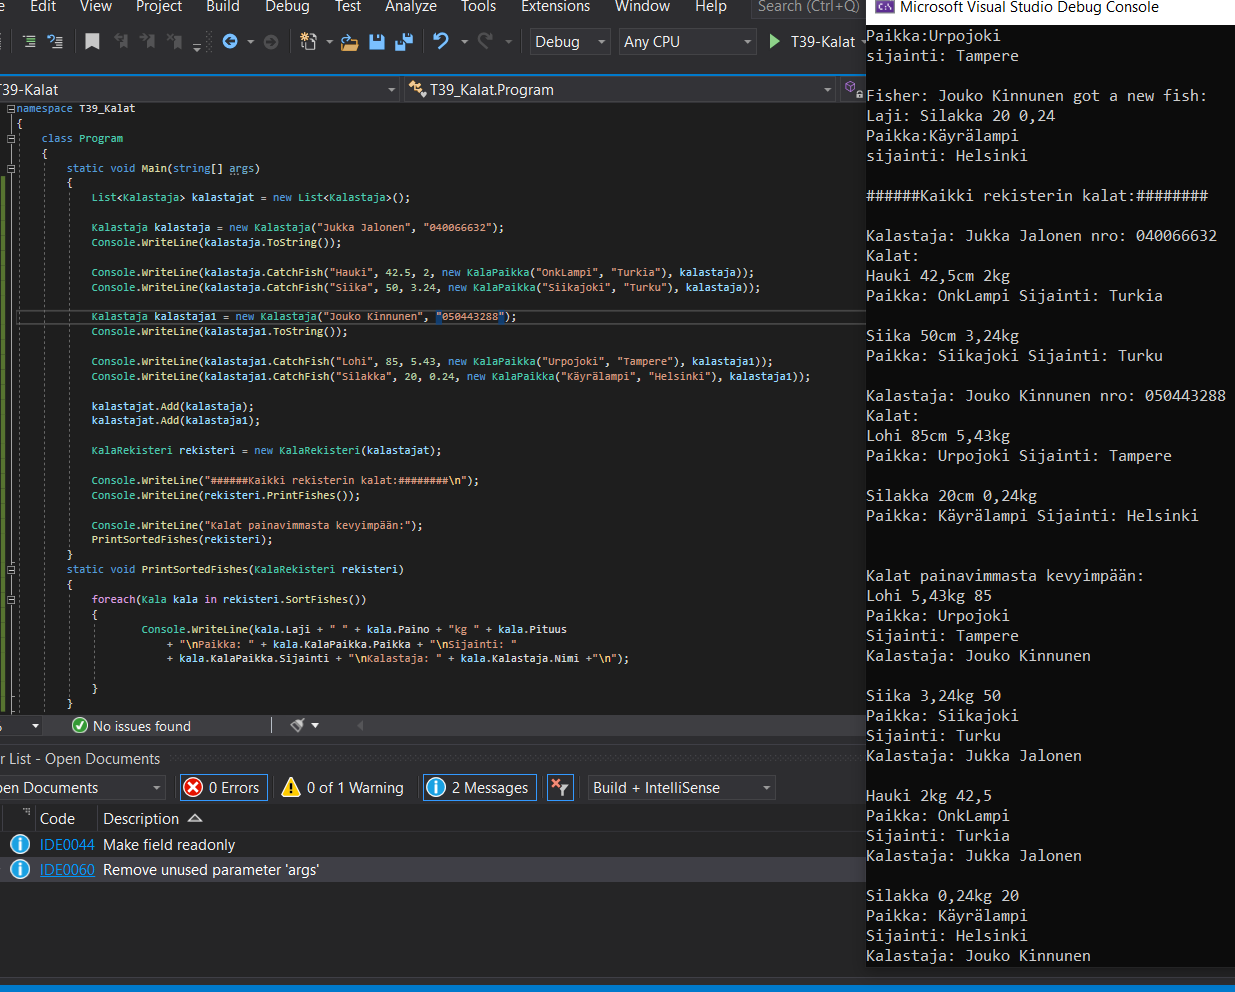 Edit View Project Build Debug Test Analyze Tools Extensions Window Help Search (Ctrl+Q)
Debug Any CPU T39-Kalat
T39-Kalat T39_Kalat.Program
namespace T39_Kalat
{
class Program
{
static void Main(string[] args)
{
List<Kalastaja> kalastajat = new List<Kalastaja>();
Kalastaja kalastaja = new Kalastaja("Jukka Jalonen", "040066632");
Console.WriteLine(kalastaja.ToString());
Console.WriteLine(kalastaja.CatchFish("Hauki", 42.5, 2, new KalaPaikka("OnkLampi", "Turkia"), kalastaja));
Console.WriteLine(kalastaja.CatchFish("Siika", 50, 3.24, new KalaPaikka("Siikajoki", "Turku"), kalastaja));
Kalastaja kalastaja1 = new Kalastaja("Jouko Kinnunen", "050443288");
Console.WriteLine(kalastaja1.ToString());
Console.WriteLine(kalastaja1.CatchFish("Lohi", 85, 5.43, new KalaPaikka("Urpojoki", "Tampere"), kalastaja1));
Console.WriteLine(kalastaja1.CatchFish("Silakka", 20, 0.24, new KalaPaikka("Käyrälampi", "Helsinki"), kalastaja1));
kalastajat.Add(kalastaja);
kalastajat.Add(kalastaja1);
KalaRekisteri rekisteri = new KalaRekisteri(kalastajat);
Console.WriteLine("######Kaikki rekisterin kalat:########\n");
Console.WriteLine(rekisteri.PrintFishes());
Console.WriteLine("Kalat painavimmasta kevyimpään:");
PrintSortedFishes(rekisteri);
}
static void PrintSortedFishes(KalaRekisteri rekisteri)
{
foreach(Kala kala in rekisteri.SortFishes())
{
Console.WriteLine(kala.Laji + " " + kala.Paino + "kg " + kala.Pituus
+ "\nPaikka: " + kala.KalaPaikka.Paikka + "\nSijainti: "
+ kala.KalaPaikka.Sijainti + "\nKalastaja: " + kala.Kalastaja.Nimi +"\n");
}
}
No issues found
r List - Open Documents
pen Documents 0 Errors 0 of 1 Warning 2 Messages Build + IntelliSense
Code Description
IDE0044 Make field readonly
IDE0060 Remove unused parameter 'args'
Microsoft Visual Studio Debug Console
Paikka:Urpojoki
sijainti: Tampere
Fisher: Jouko Kinnunen got a new fish:
Laji: Silakka 20 0,24
Paikka:Käyrälampi
sijainti: Helsinki
######Kaikki rekisterin kalat:########
Kalastaja: Jukka Jalonen nro: 040066632
Kalat:
Hauki 42,5cm 2kg
Paikka: OnkLampi Sijainti: Turkia
Siika 50cm 3,24kg
Paikka: Siikajoki Sijainti: Turku
Kalastaja: Jouko Kinnunen nro: 050443288
Kalat:
Lohi 85cm 5,43kg
Paikka: Urpojoki Sijainti: Tampere
Silakka 20cm 0,24kg
Paikka: Käyrälampi Sijainti: Helsinki
Kalat painavimmasta kevyimpään:
Lohi 5,43kg 85
Paikka: Urpojoki
Sijainti: Tampere
Kalastaja: Jouko Kinnunen
Siika 3,24kg 50
Paikka: Siikajoki
Sijainti: Turku
Kalastaja: Jukka Jalonen
Hauki 2kg 42,5
Paikka: OnkLampi
Sijainti: Turkia
Kalastaja: Jukka Jalonen
Silakka 0,24kg 20
Paikka: Käyrälampi
Sijainti: Helsinki
Kalastaja: Jouko Kinnunen